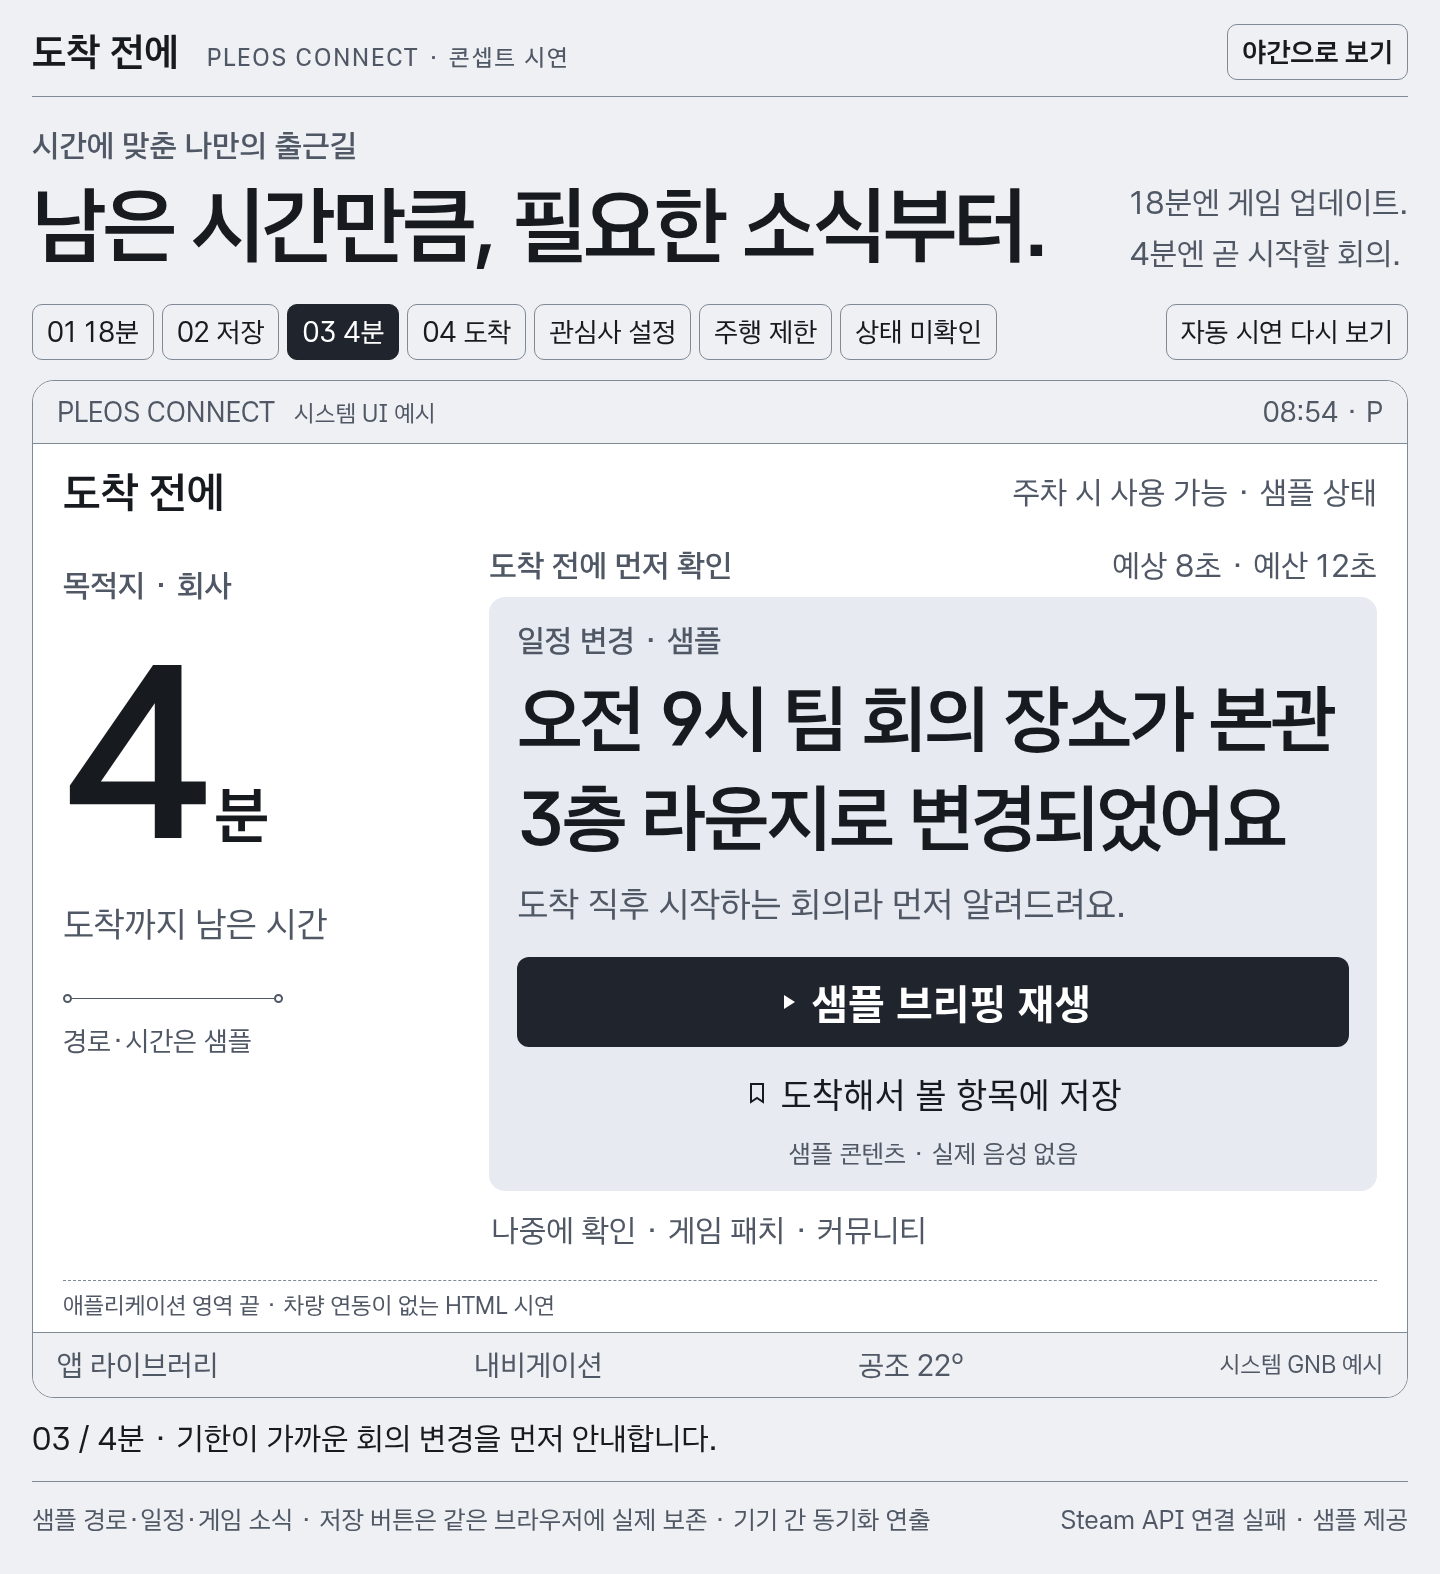 도착 전에 PLEOS CONNECT · 콘셉트 시연
야간으로 보기
시간에 맞춘 나만의 출근길
남은 시간만큼, 필요한 소식부터.
18분엔 게임 업데이트.
4분엔 곧 시작할 회의.
01 18분 02 저장 03 4분 04 도착 관심사 설정 주행 제한 상태 미확인 자동 시연 다시 보기
PLEOS CONNECT 시스템 UI 예시 08:54 · P
도착 전에 주차 시 사용 가능 · 샘플 상태
목적지 · 회사
4분
도착까지 남은 시간
경로·시간은 샘플
도착 전에 먼저 확인 예상 8초 · 예산 12초
일정 변경 · 샘플
오전 9시 팀 회의 장소가 본관
3층 라운지로 변경되었어요
도착 직후 시작하는 회의라 먼저 알려드려요.
샘플 브리핑 재생
도착해서 볼 항목에 저장
샘플 콘텐츠 · 실제 음성 없음
나중에 확인 · 게임 패치 · 커뮤니티
애플리케이션 영역 끝 · 차량 연동이 없는 HTML 시연
앱 라이브러리 내비게이션 공조 22° 시스템 GNB 예시
03 / 4분 · 기한이 가까운 회의 변경을 먼저 안내합니다.
샘플 경로·일정·게임 소식 · 저장 버튼은 같은 브라우저에 실제 보존 · 기기 간 동기화 연출
Steam API 연결 실패 · 샘플 제공